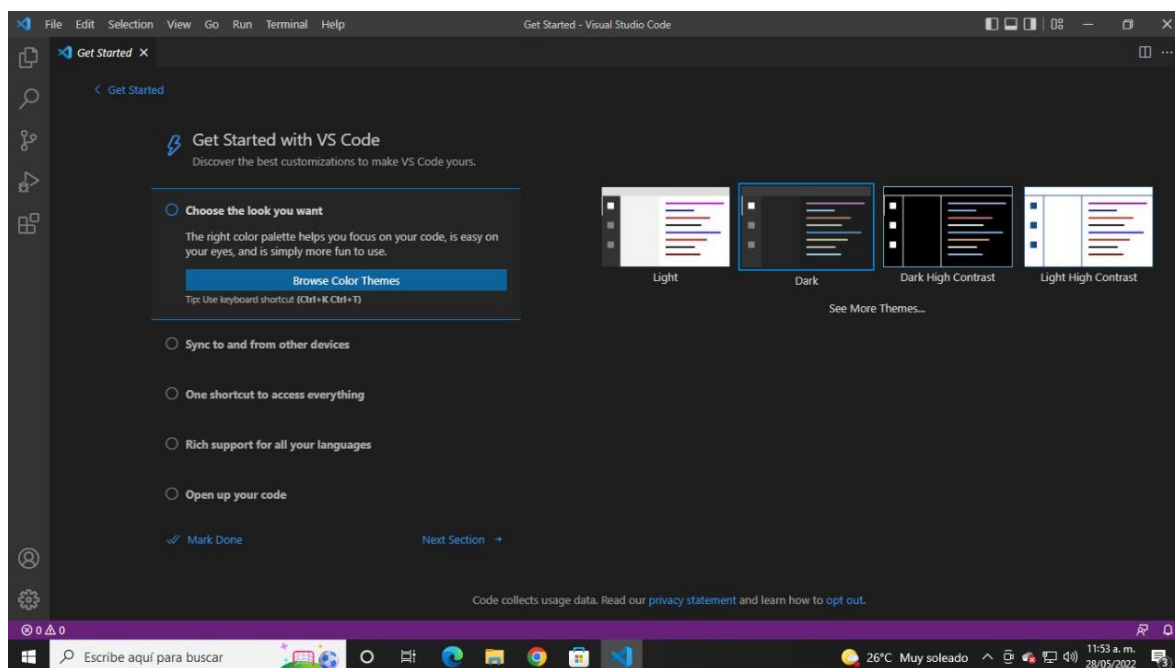 File Edit Selection View Go Run Terminal Help
Get Started - Visual Studio Code
Get Started
Get Started
Get Started with VS Code
Discover the best customizations to make VS Code yours.
Choose the look you want
The right color palette helps you focus on your code, is easy on
your eyes, and is simply more fun to use.
Browse Color Themes
Tip: Use keyboard shortcut (Ctrl+K Ctrl+T)
Sync to and from other devices
One shortcut to access everything
Rich support for all your languages
Open up your code
Mark Done
Next Section
Light
Dark
Dark High Contrast
Light High Contrast
See More Themes...
Code collects usage data. Read our privacy statement and learn how to opt out.
0 0
Escribe aquí para buscar
26°C Muy soleado
11:53 a. m.
28/05/2022